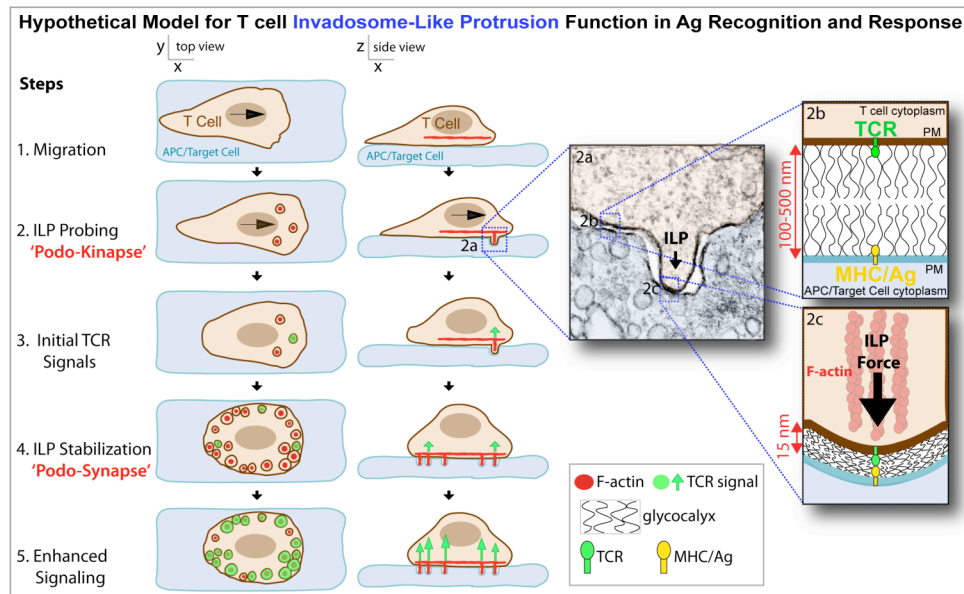 Hypothetical Model for T cell Invadosome-Like Protrusion Function in Ag Recognition and Response
y top view
x
z side view
x
Steps
T Cell
APC/Target Cell
T Cell
APC/Target Cell
1. Migration
2. ILP Probing
'Podo-Kinapse'
2a
3. Initial TCR
Signals
4. ILP Stabilization
'Podo-Synapse'
5. Enhanced
Signaling
2a
2b
ILP
2c
2b
T cell cytoplasm
TCR
PM
100-500 nm
MHC/Ag
PM
APC/Target Cell cytoplasm
2c
ILP
Force
F-actin
15 nm
F-actin
TCR signal
glycocalyx
TCR
MHC/Ag